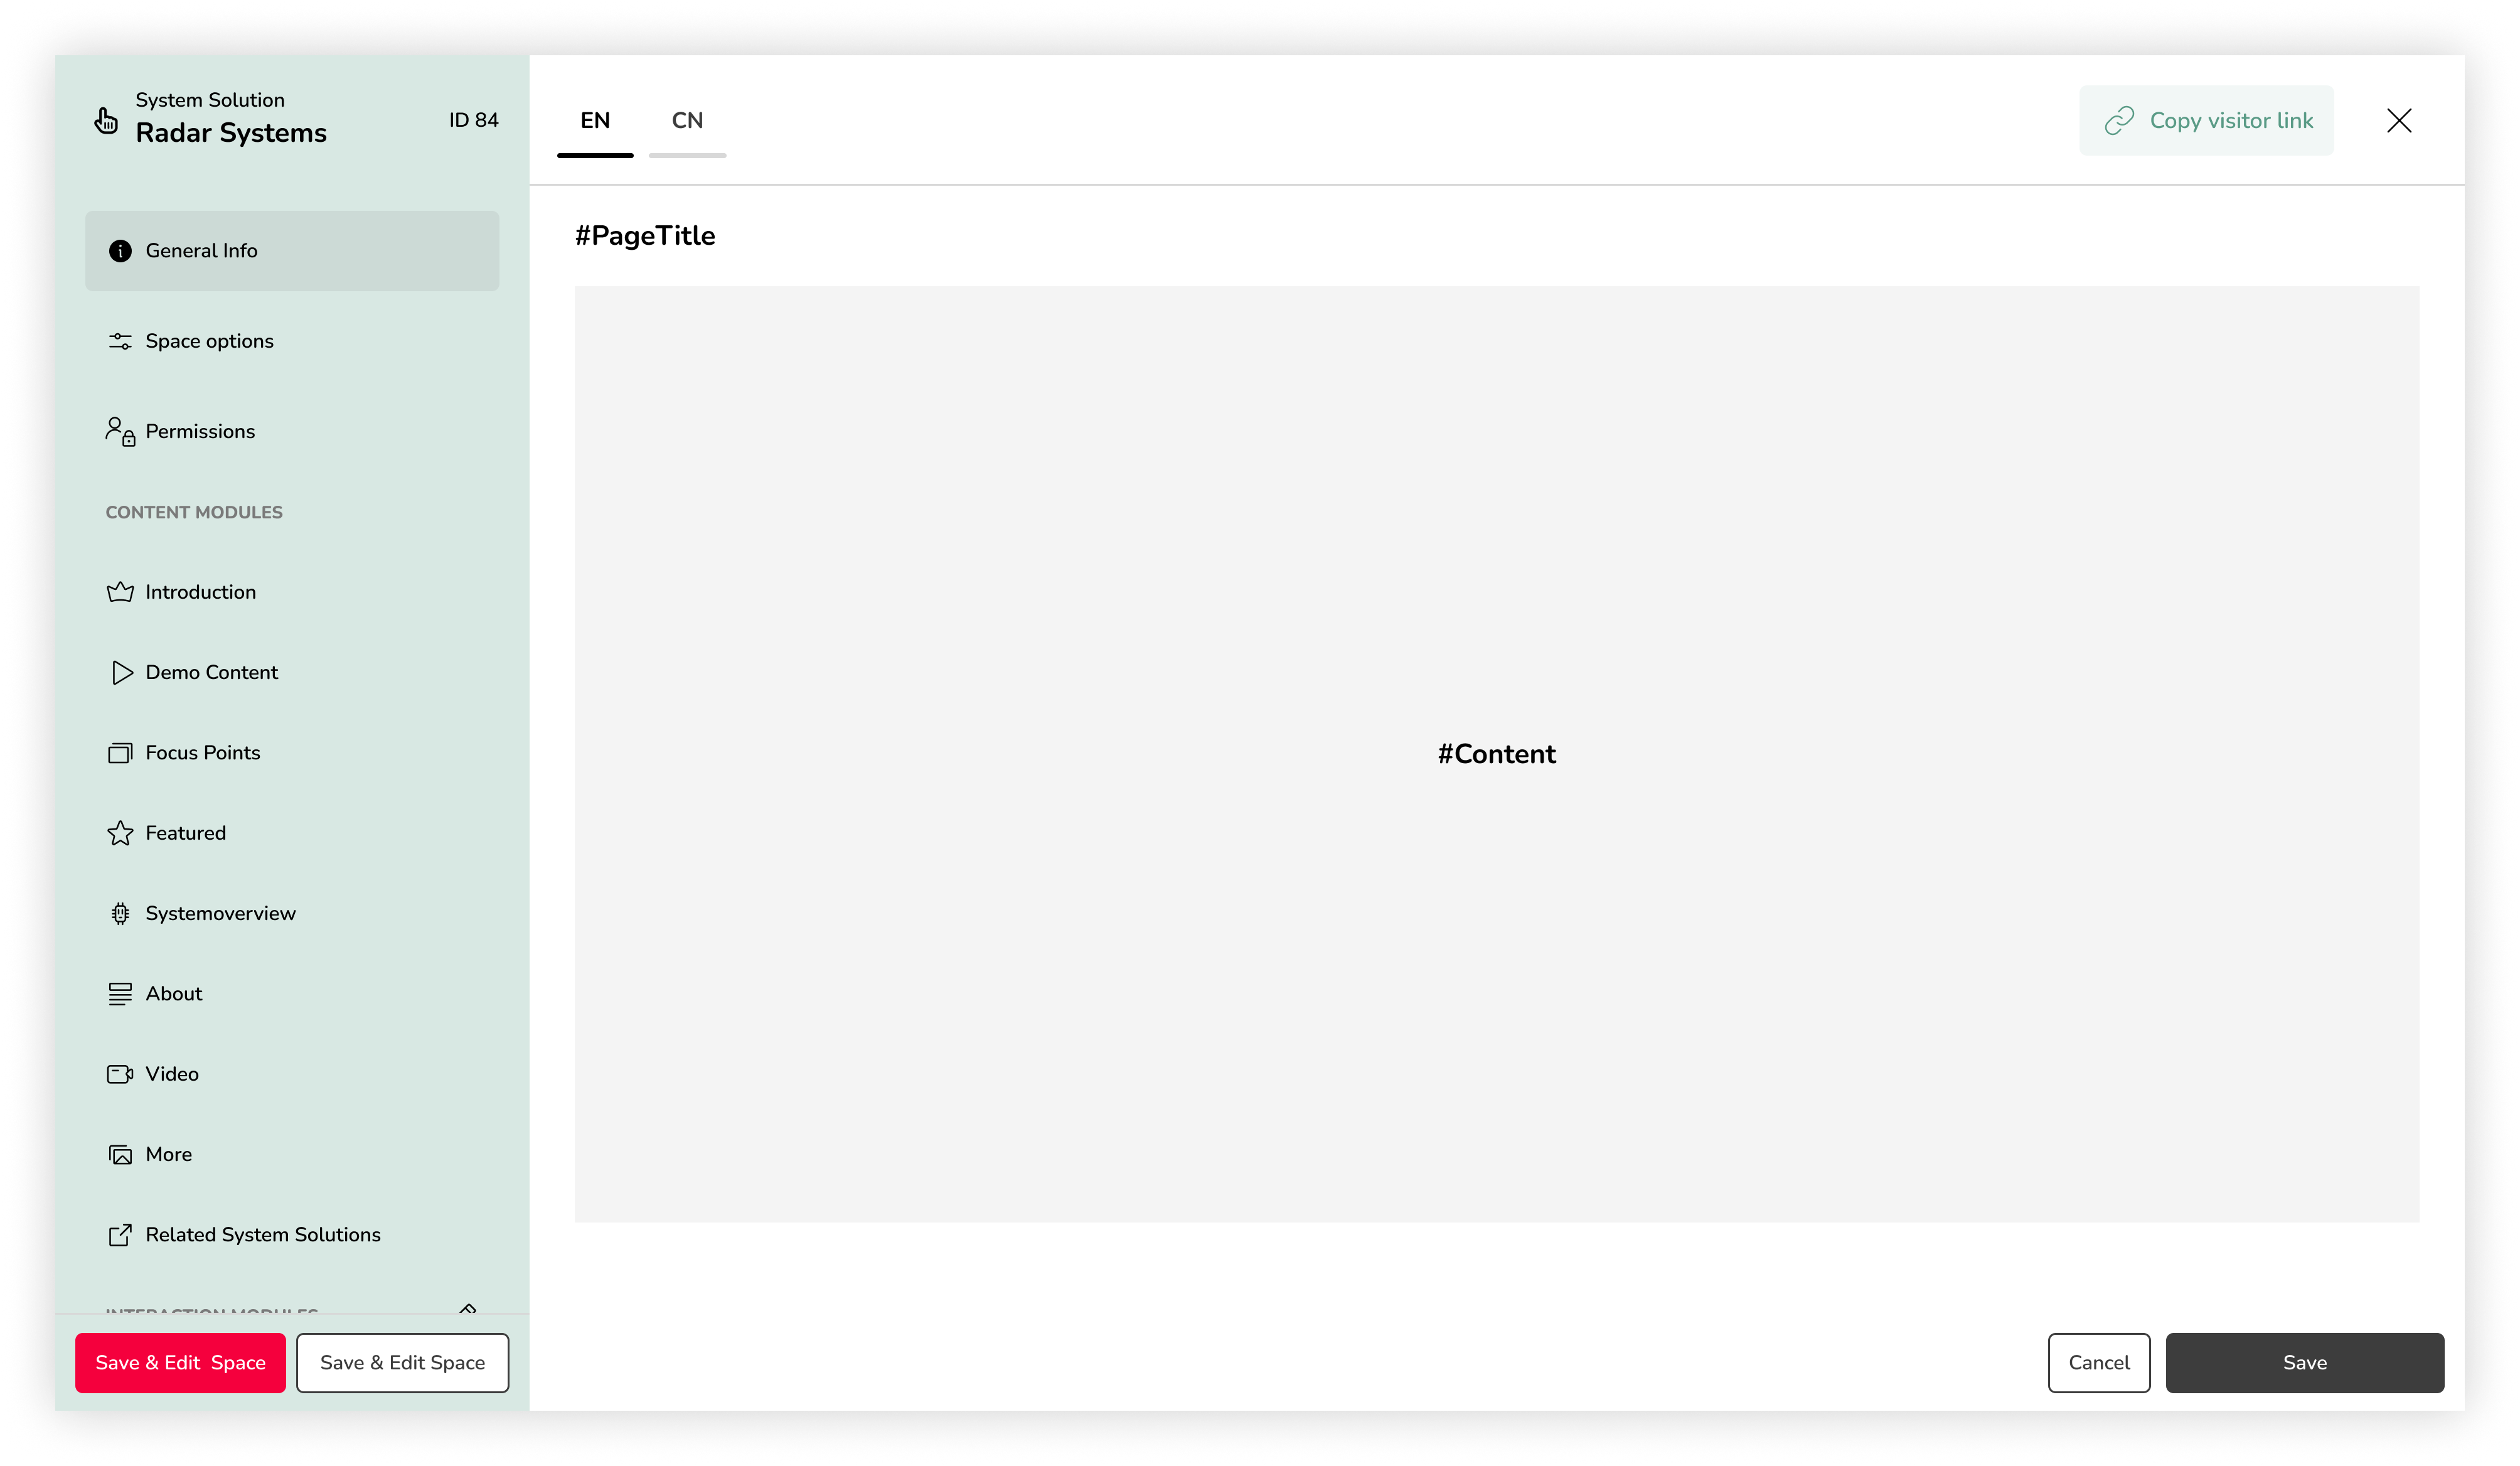 System Solution
Radar Systems
ID 84
General Info
Space options
Permissions
CONTENT MODULES
Introduction
Demo Content
Focus Points
Featured
Systemoverview
About
Video
More
Related System Solutions
INTERACTION MODULES
Save & Edit  Space
Save & Edit Space
EN
CN
Copy visitor link
#PageTitle
#Content
Cancel
Save